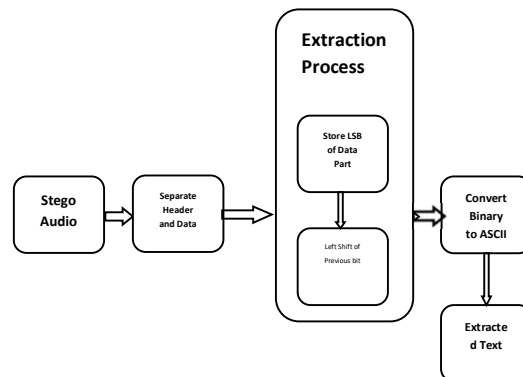 Extraction
Process
Store LSB
of Data
Part
Left Shift of
Previous bit
Stego
Audio
Separate
Header
and Data
Convert
Binary
to ASCII
Extracte
d Text